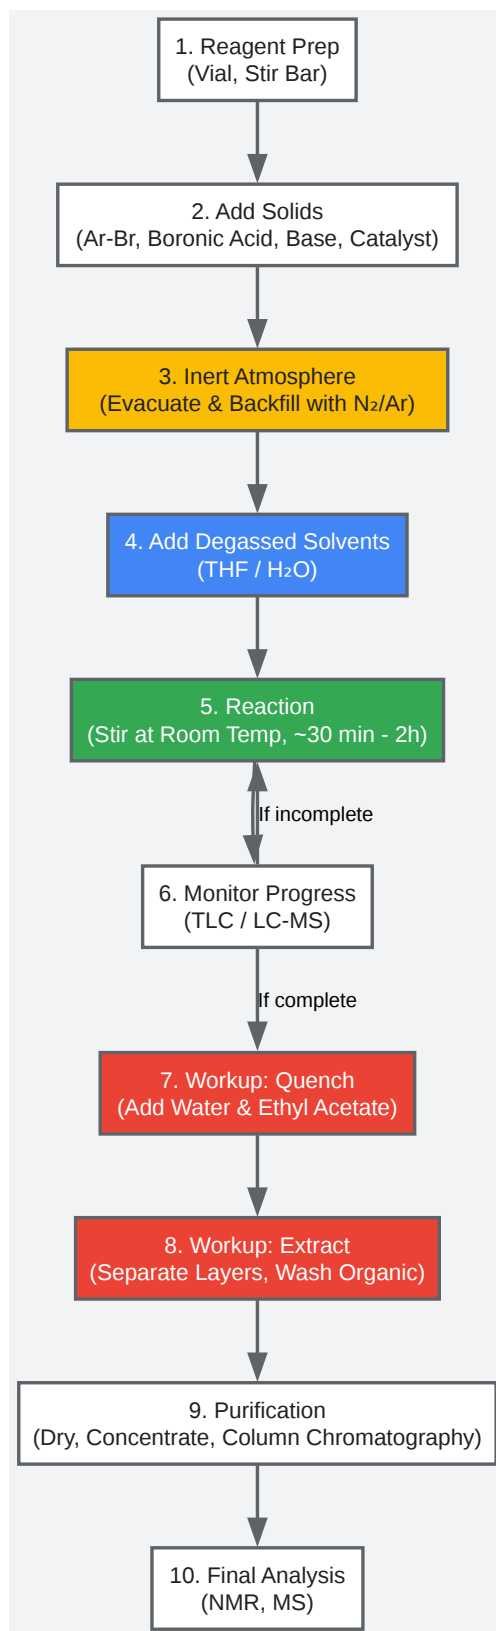 1. Reagent Prep
(Vial, Stir Bar)
2. Add Solids
(Ar-Br, Boronic Acid, Base, Catalyst)
3. Inert Atmosphere
(Evacuate & Backfill with N₂/Ar)
4. Add Degassed Solvents
(THF / H₂O)
5. Reaction
(Stir at Room Temp, ~30 min - 2h)
If incomplete
6. Monitor Progress
(TLC / LC-MS)
If complete
7. Workup: Quench
(Add Water & Ethyl Acetate)
8. Workup: Extract
(Separate Layers, Wash Organic)
9. Purification
(Dry, Concentrate, Column Chromatography)
10. Final Analysis
(NMR, MS)